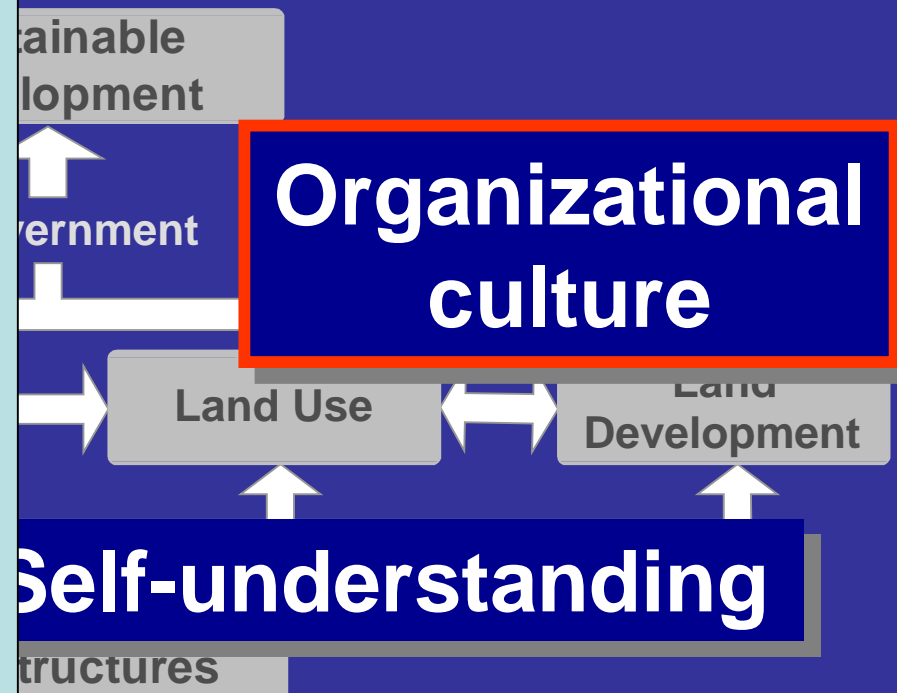 tainable
lopment
Organizational
culture
vernment
Land Use
Land
Development
Self-understanding
tructures